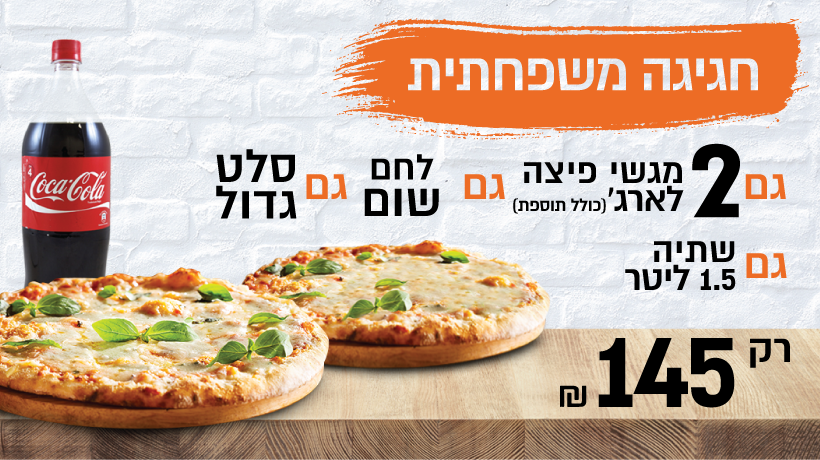 חגיגה משפחתית
גם 2 מגשי פיצה
לארג' (כולל תוספת)
גם לחם
שום
גם סלט
גדול
גם שתיה
1.5 ליטר
רק 145 ₪
Coca-Cola